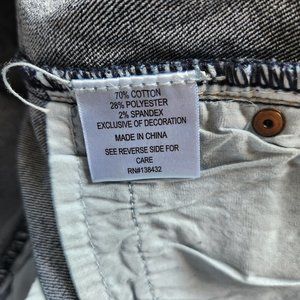 70% COTTON
28% POLYESTER
2% SPANDEX
EXCLUSIVE OF DECORATION
MADE IN CHINA
SEE REVERSE SIDE FOR
CARE
RN#138432